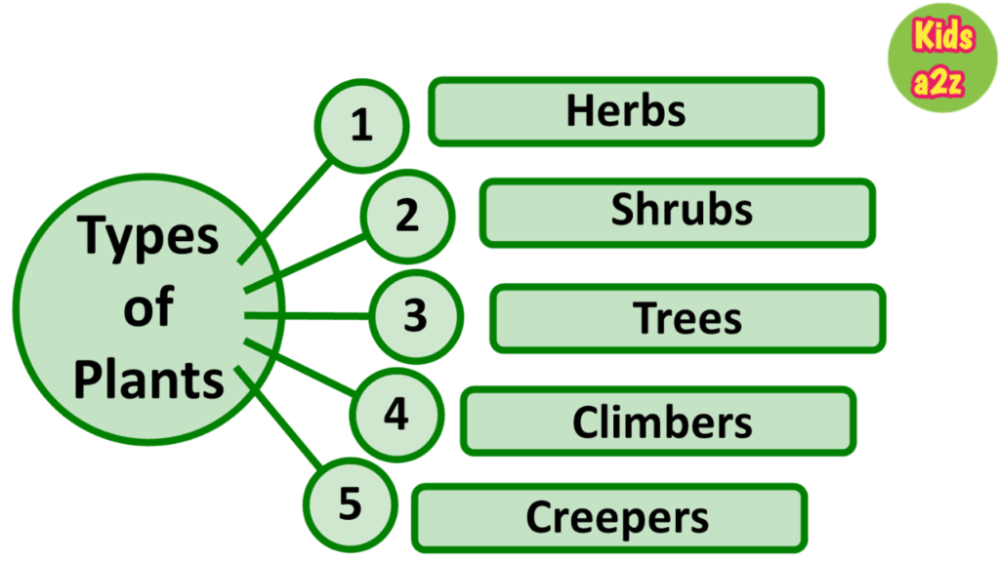 Kids
a2z
Types
of
Plants
1
Herbs
2
Shrubs
3
Trees
4
Climbers
5
Creepers